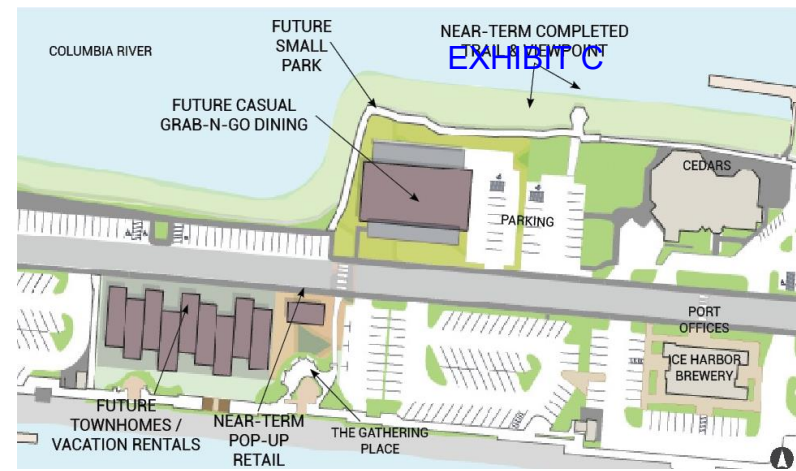 COLUMBIA RIVER
FUTURE
SMALL
PARK
NEAR-TERM COMPLETED
TRAIL & VIEWPOINT
EXHIBIT C
FUTURE CASUAL
GRAB-N-GO DINING
CEDARS
PARKING
PORT
OFFICES
ICE HARBOR
BREWERY
FUTURE
TOWNHOMES /
VACATION RENTALS
NEAR-TERM
POP-UP
RETAIL
THE GATHERING
PLACE